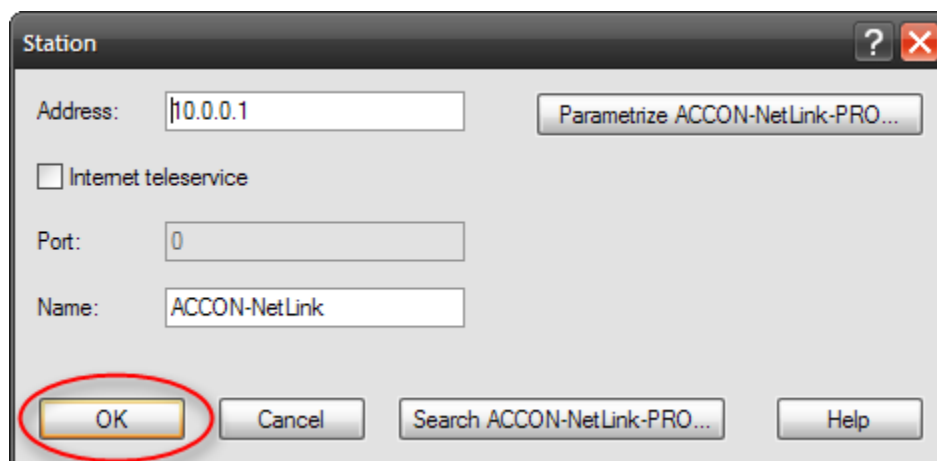 Station
Address: 10.0.0.1 Parametrize ACCON-NetLink-PRO...
Internet teleservice
Port: 0
Name: ACCON-NetLink
OK Cancel Search ACCON-NetLink-PRO... Help